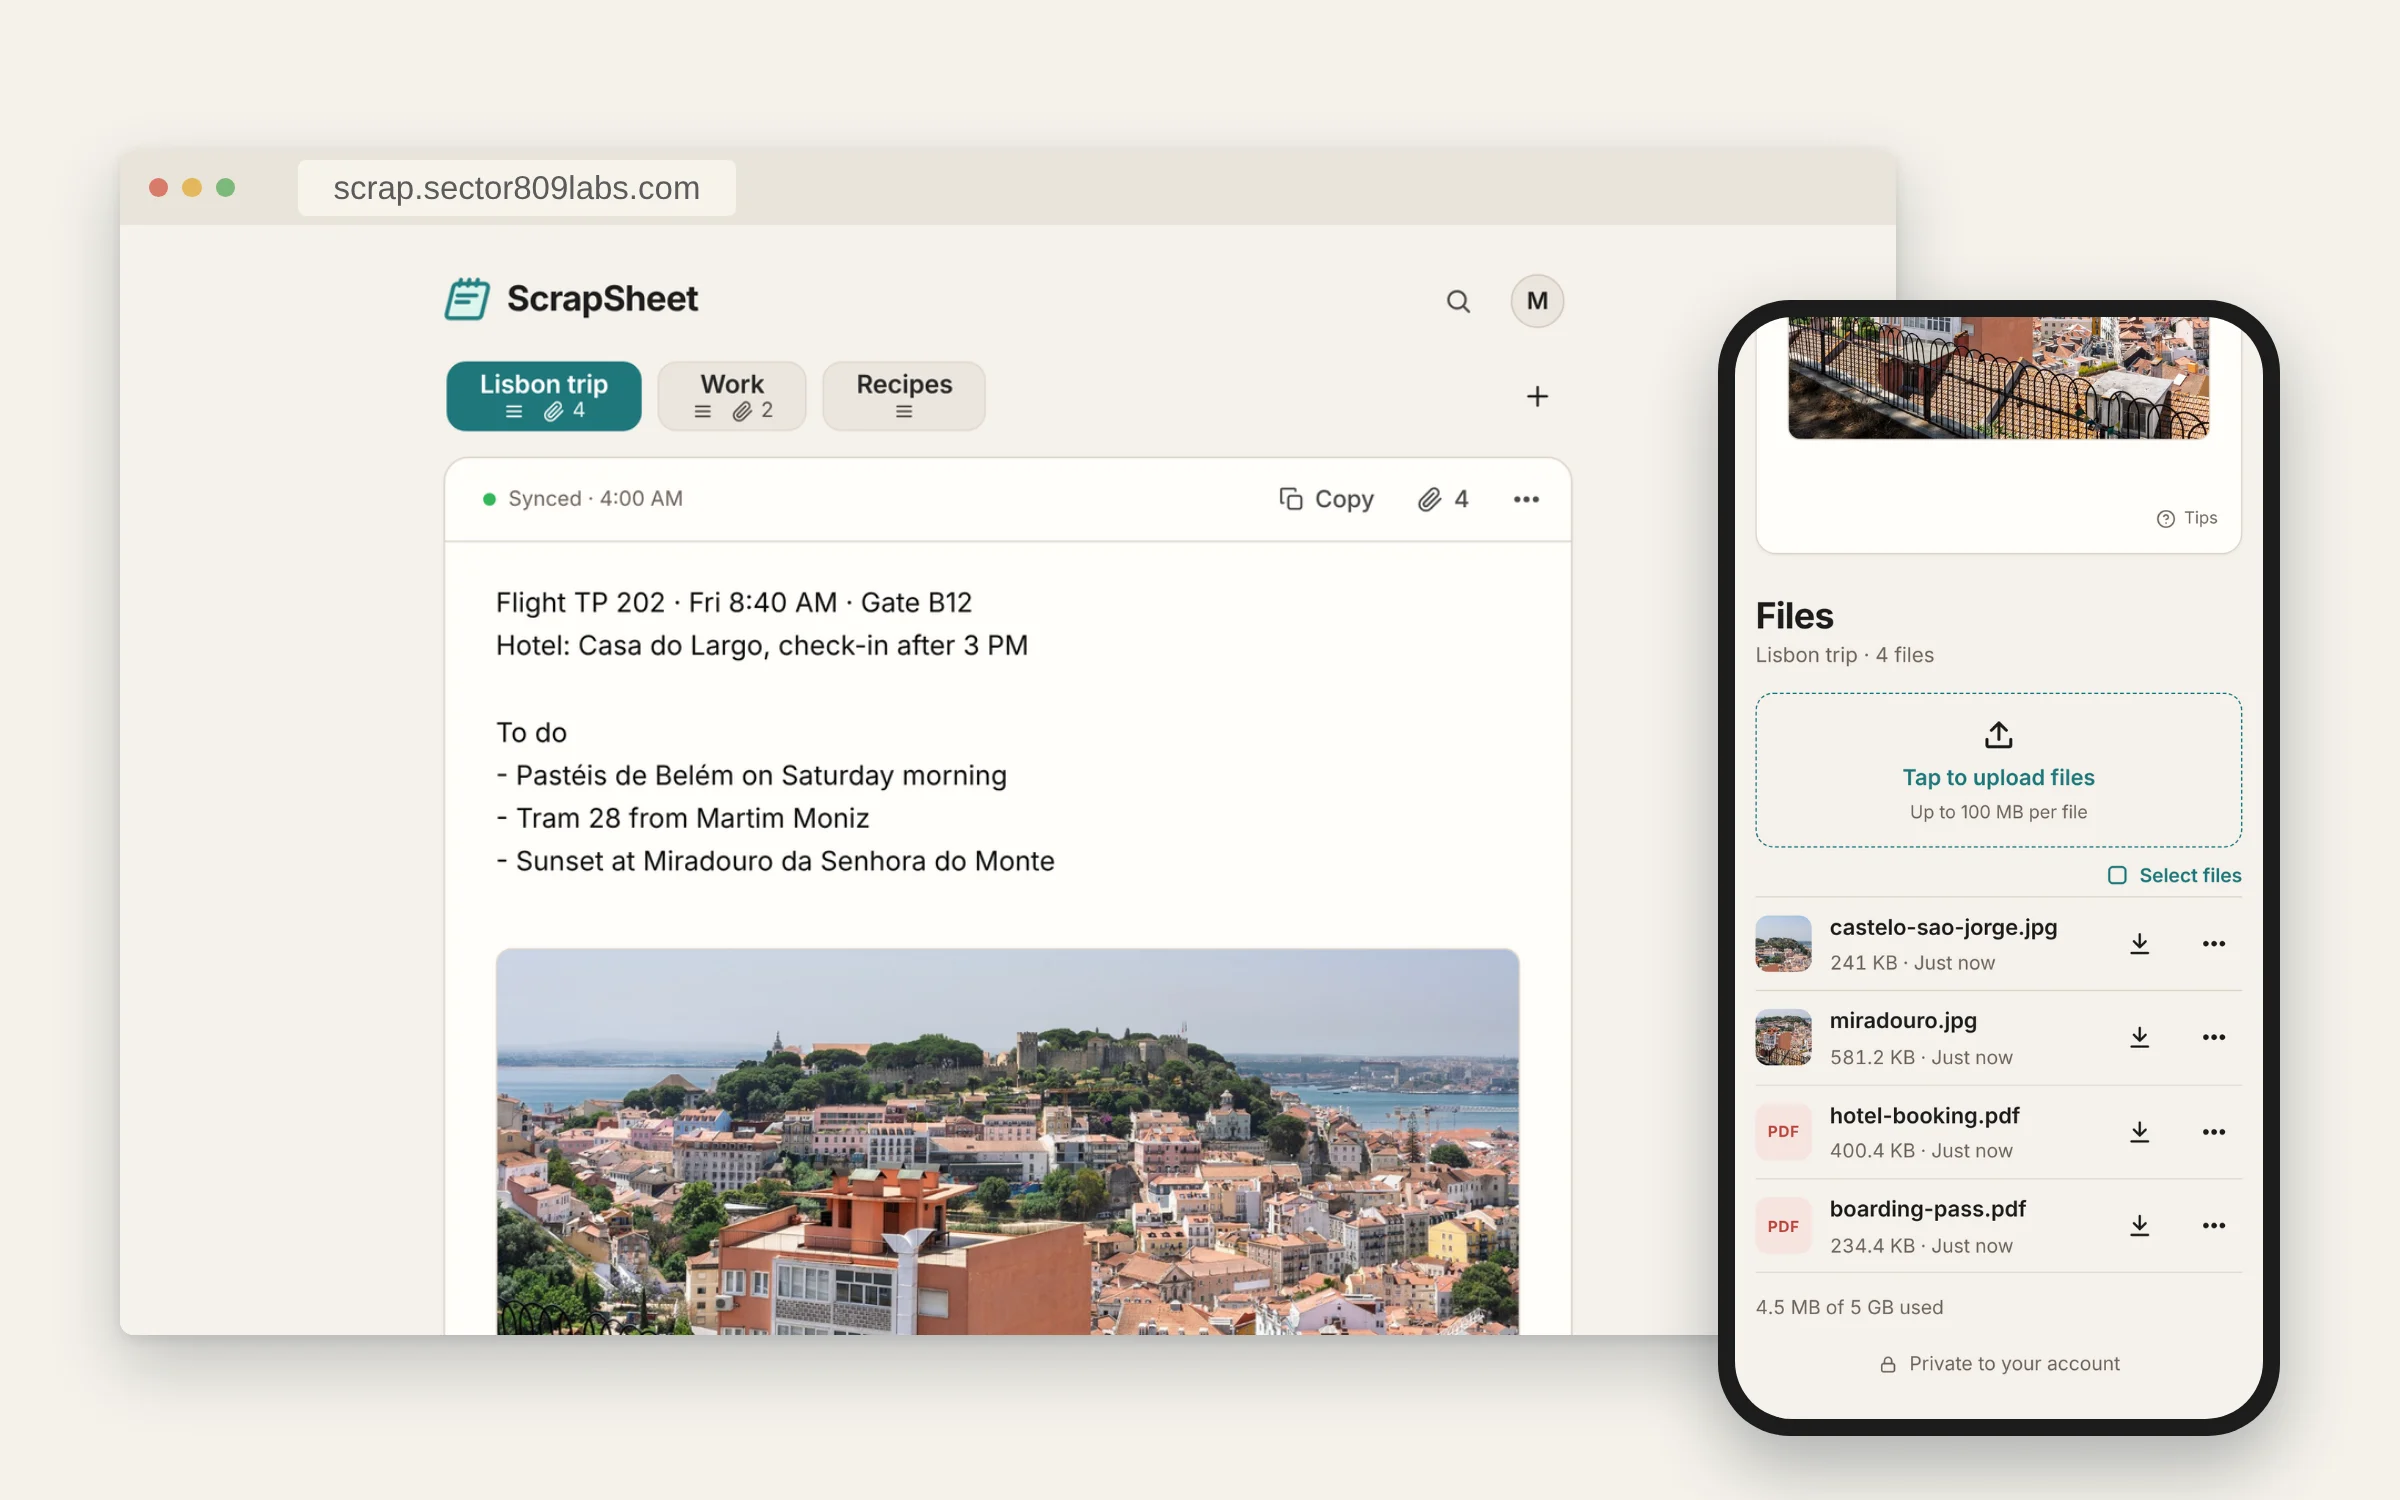 scrap.sector809labs.com
ScrapSheet
M
Lisbon trip
4
Work
2
Recipes
Synced · 4:00 AM
Copy
4
Flight TP 202 · Fri 8:40 AM · Gate B12
Hotel: Casa do Largo, check-in after 3 PM
To do
- Pastéis de Belém on Saturday morning
- Tram 28 from Martim Moniz
- Sunset at Miradouro da Senhora do Monte
Tips
Files
Lisbon trip · 4 files
Tap to upload files
Up to 100 MB per file
Select files
castelo-sao-jorge.jpg
241 KB · Just now
miradouro.jpg
581.2 KB · Just now
PDF
hotel-booking.pdf
400.4 KB · Just now
PDF
boarding-pass.pdf
234.4 KB · Just now
4.5 MB of 5 GB used
Private to your account